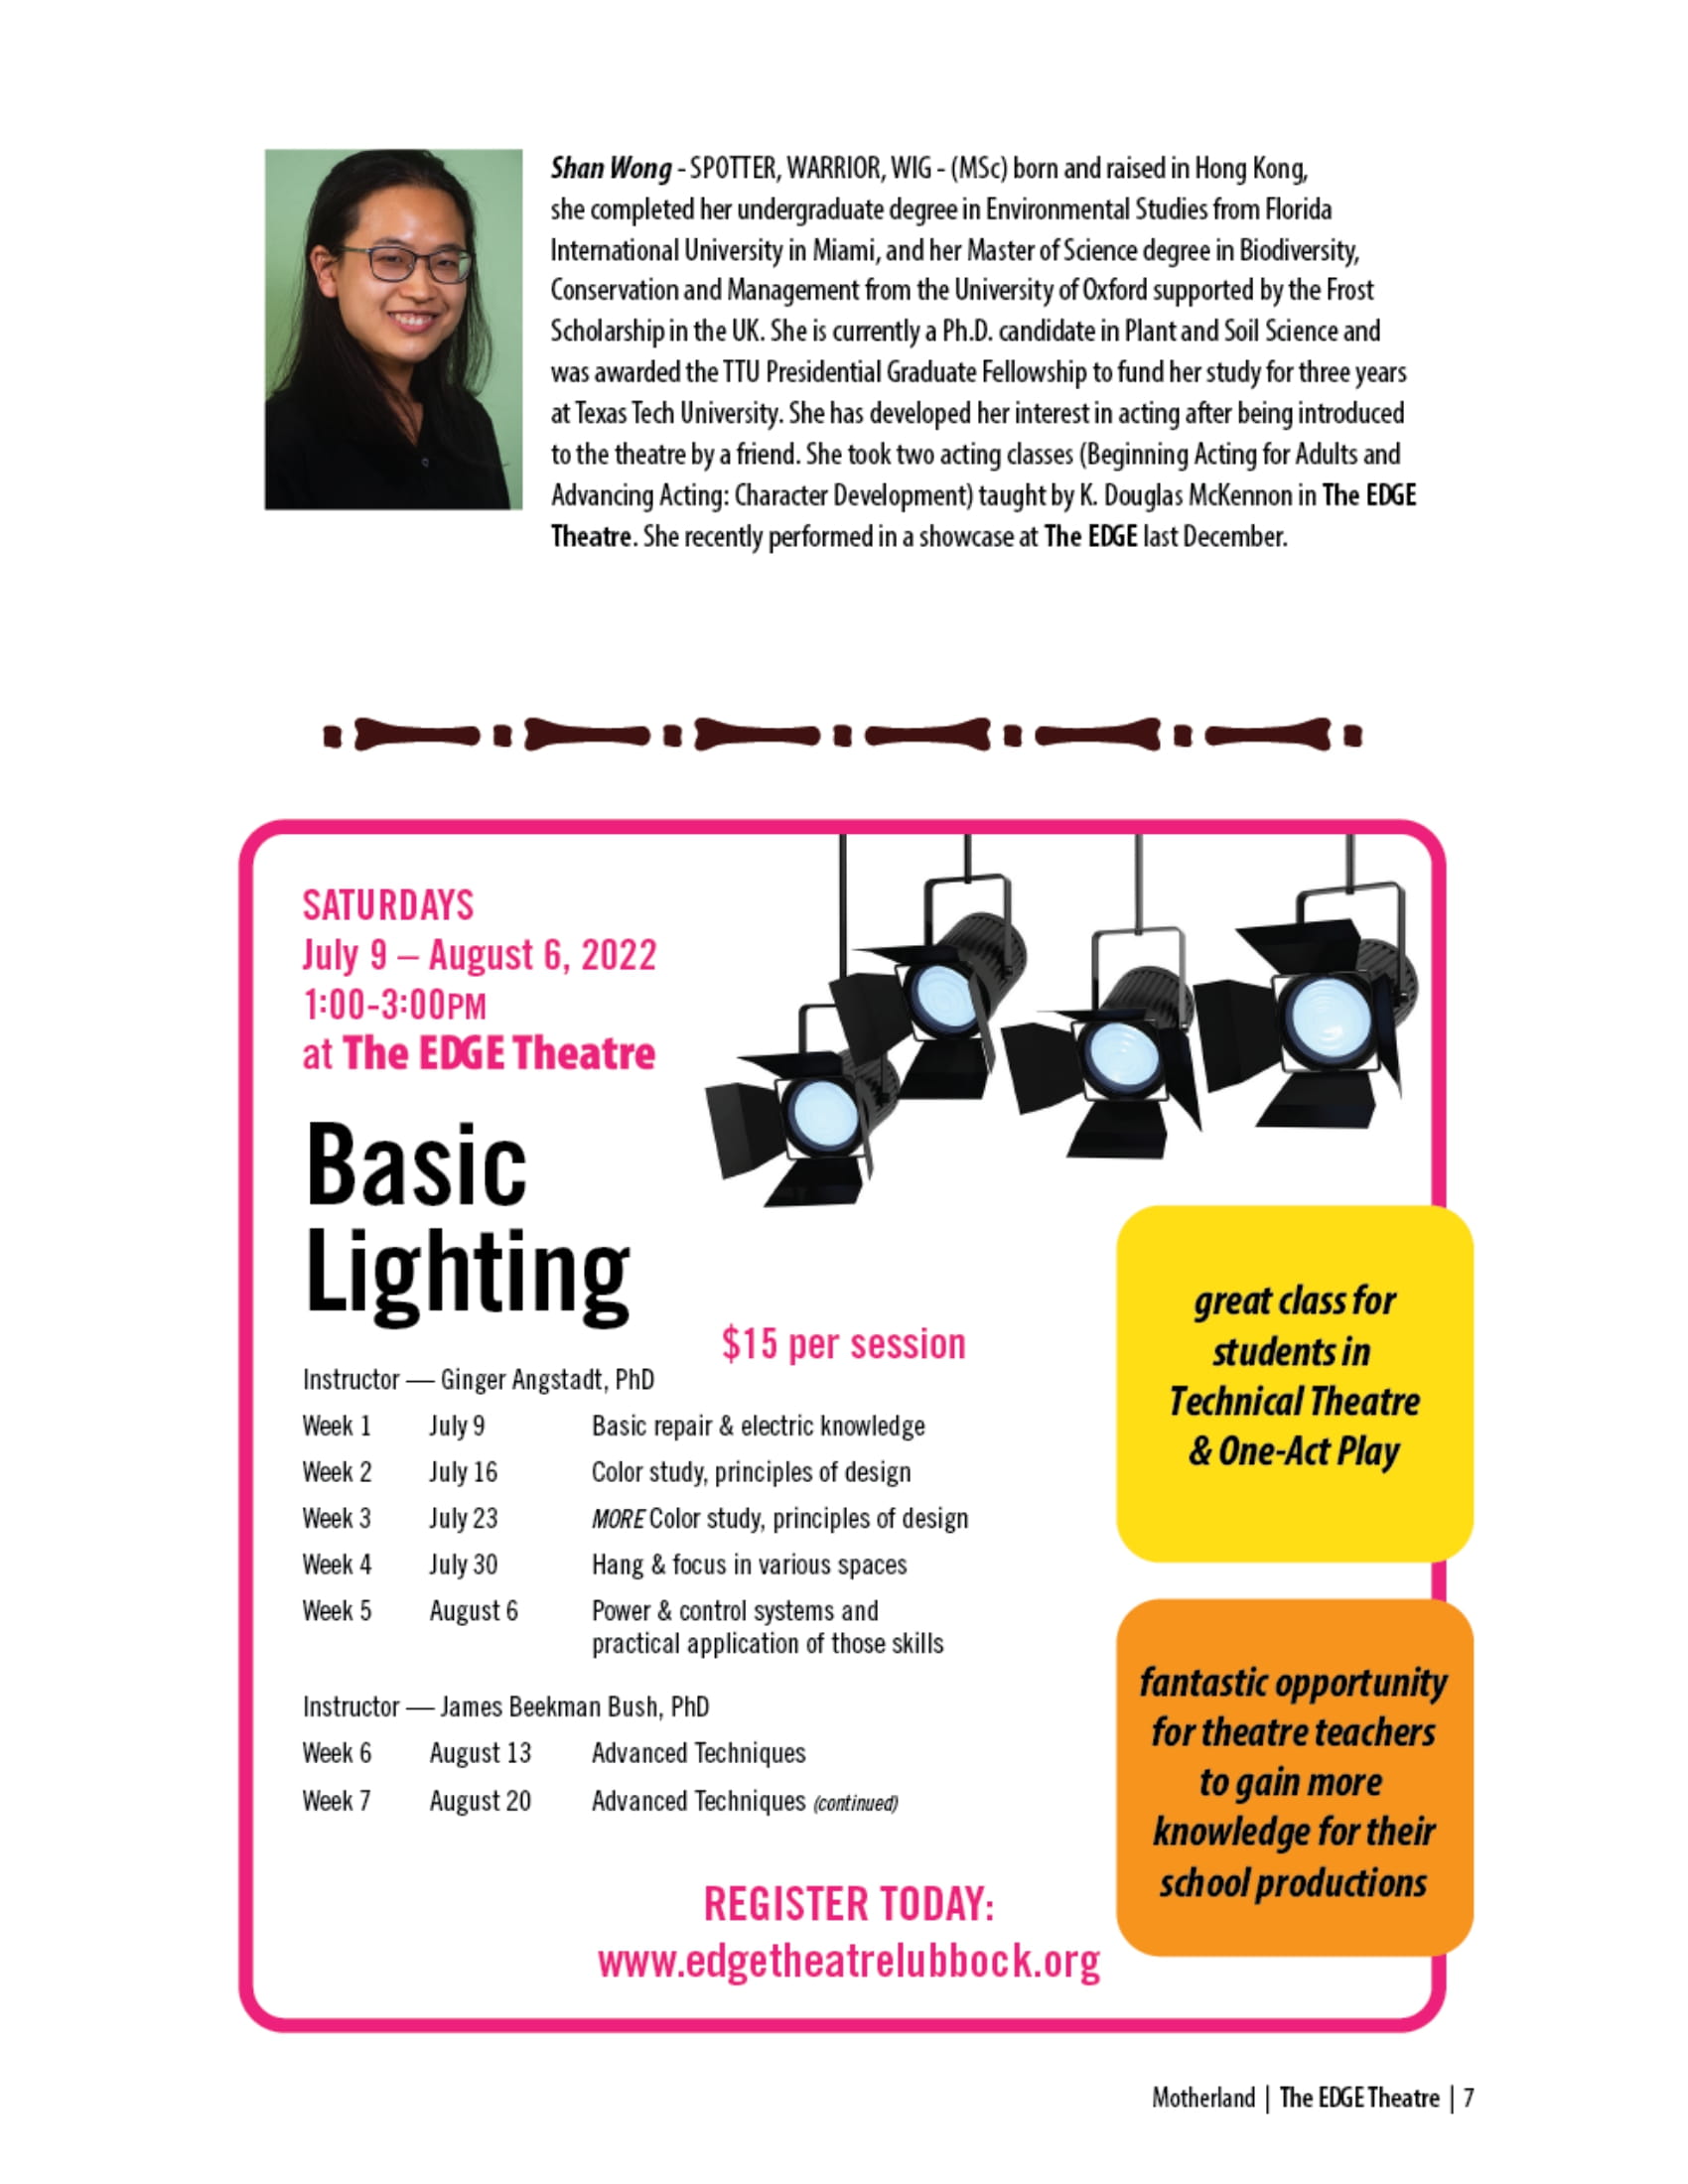 Shan Wong - SPOTTER, WARRIOR, WIG - (MSc) born and raised in Hong Kong,
she completed her undergraduate degree in Environmental Studies from Florida
International University in Miami, and her Master of Science degree in Biodiversity,
Conservation and Management from the University of Oxford supported by the Frost
Scholarship in the UK. She is currently a Ph.D. candidate in Plant and Soil Science and
was awarded the TTU Presidential Graduate Fellowship to fund her study for three years
at Texas Tech University. She has developed her interest in acting after being introduced
to the theatre by a friend. She took two acting classes (Beginning Acting for Adults and
Advancing Acting: Character Development) taught by K. Douglas McKennon in The EDGE
Theatre. She recently performed in a showcase at The EDGE last December.
SATURDAYS
July 9 – August 6, 2022
1:00-3:00PM
at The EDGE Theatre
Basic
Lighting
$15 per session
Instructor — Ginger Angstadt, PhD
Week 1 July 9 Basic repair & electric knowledge
Week 2 July 16 Color study, principles of design
Week 3 July 23 MORE Color study, principles of design
Week 4 July 30 Hang & focus in various spaces
Week 5 August 6 Power & control systems and
practical application of those skills
Instructor — James Beekman Bush, PhD
Week 6 August 13 Advanced Techniques
Week 7 August 20 Advanced Techniques (continued)
great class for
students in
Technical Theatre
& One-Act Play
fantastic opportunity
for theatre teachers
to gain more
knowledge for their
school productions
REGISTER TODAY:
www.edgetheatrelubbock.org
Motherland | The EDGE Theatre | 7